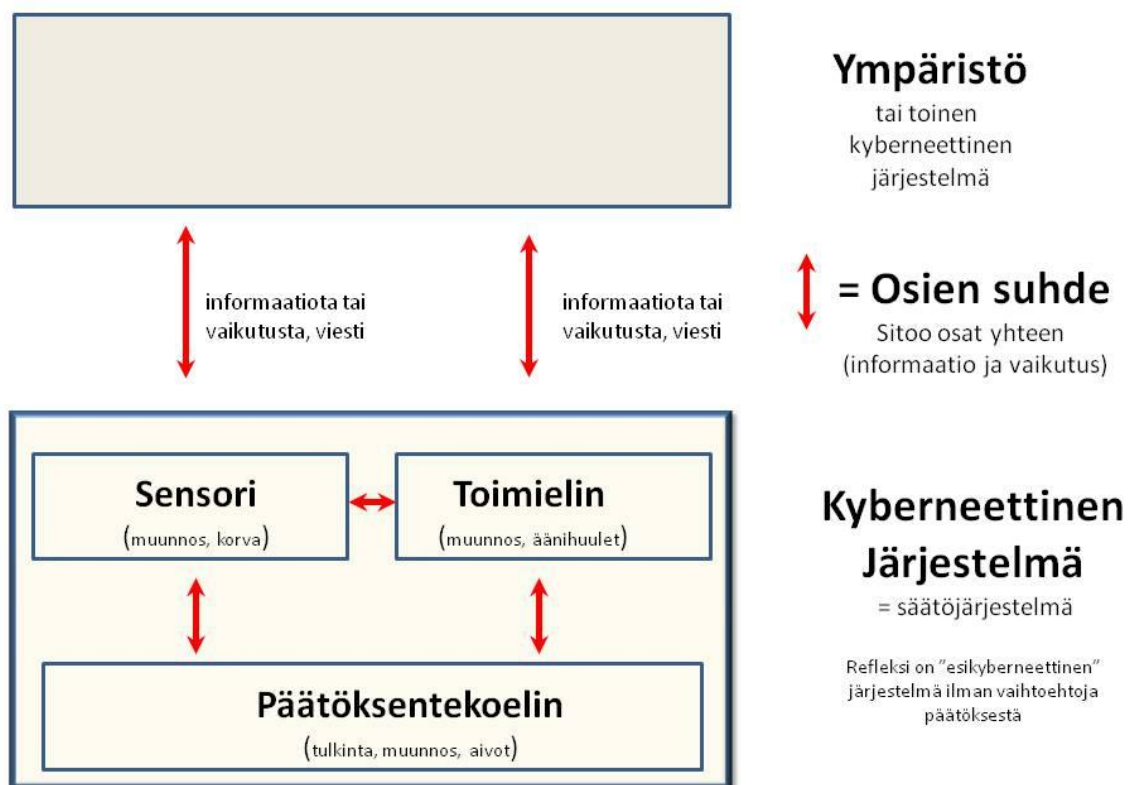 Ympäristö
tai toinen
kyberneettinen
järjestelmä
informaatiota tai
vaikutusta, viesti
informaatiota tai
vaikutusta, viesti
= Osien suhde
Sitoo osat yhteen
(informaatio ja vaikutus)
Sensori
(muunnos, korva)
Toimielin
(muunnos, äänihuulet)
Päätöksentekoelin
(tulkinta, muunnos, aivot)
Kyberneettinen
Järjestelmä
= säätöjärjestelmä
Refleksi on "esikyberneettinen"
järjestelmä ilman vaihtoehtoja
päätöksestä